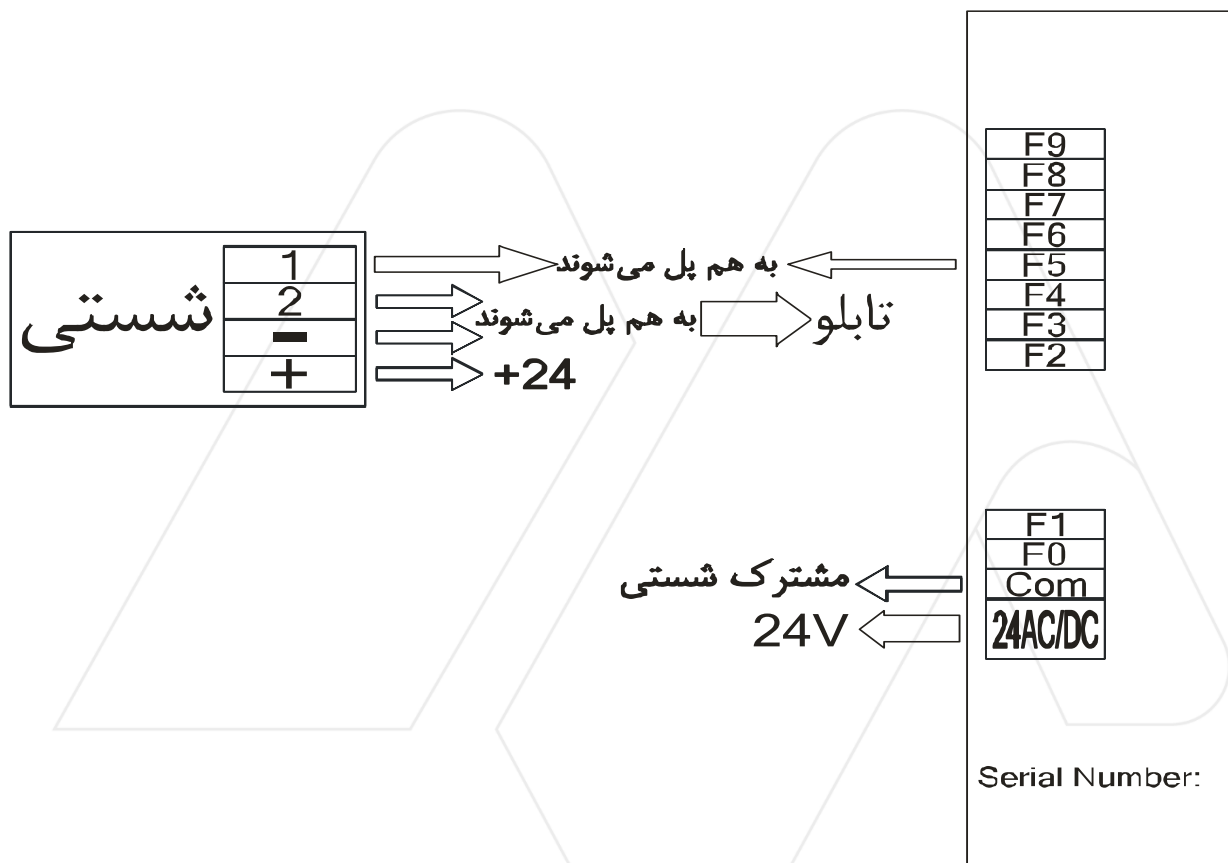 F9
F8
F7
F6
F5
F4
F3
F2
شستی
1
2
-
+
به هم پل می‌شوند
به هم پل می‌شوند
تابلو
+24
F1
F0
Com
24AC/DC
مشترک شستی
24V
Serial Number: